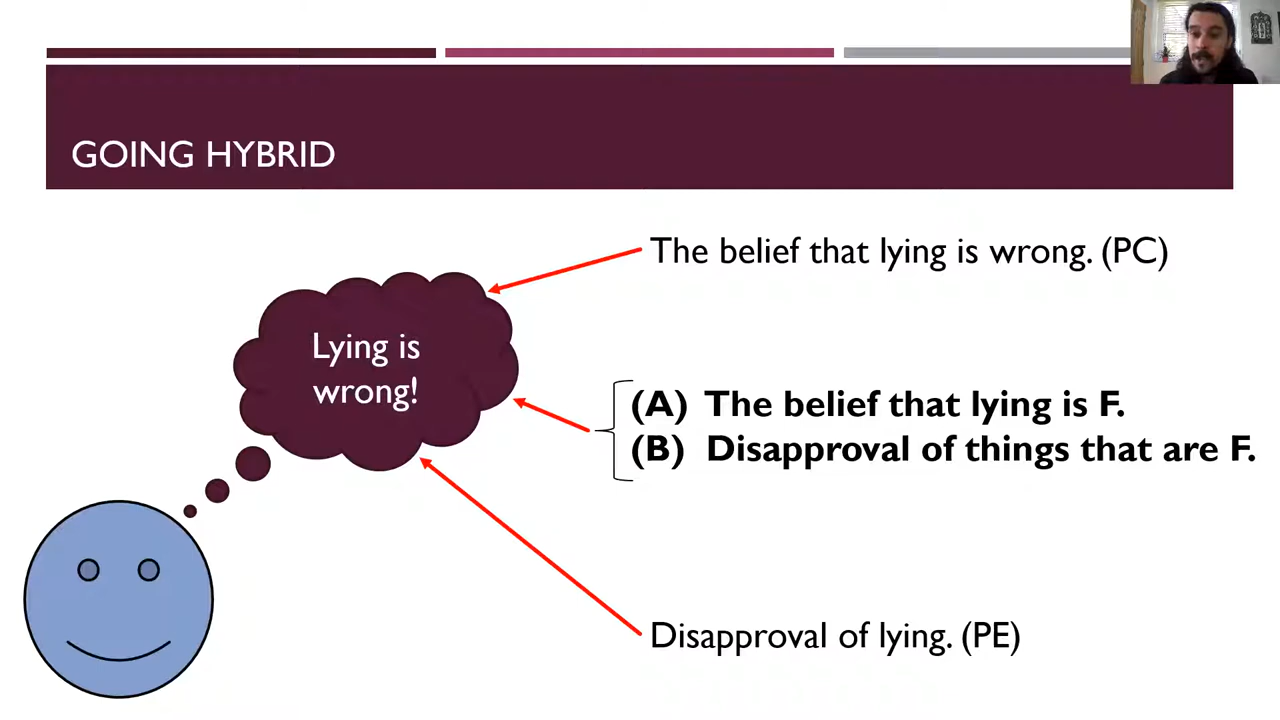 GOING HYBRID
The belief that lying is wrong. (PC)
Lying is
wrong!
(A) The belief that lying is F.
(B) Disapproval of things that are F.
Disapproval of lying. (PE)